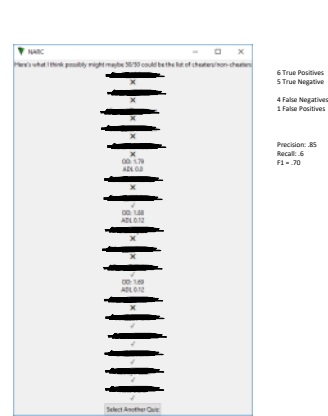 NARC
Here's what I think possibly might maybe 50/50 could be the list of cheaters/non-cheaters
OD: 1.79
ADL 0.0
OD: 1.88
ADL 0.12
OD: 1.69
ADL 0.12
Select Another Quiz
6 True Positives
5 True Negative
4 False Negatives
1 False Positives
Precision: .85
Recall: .6
F1 = .70